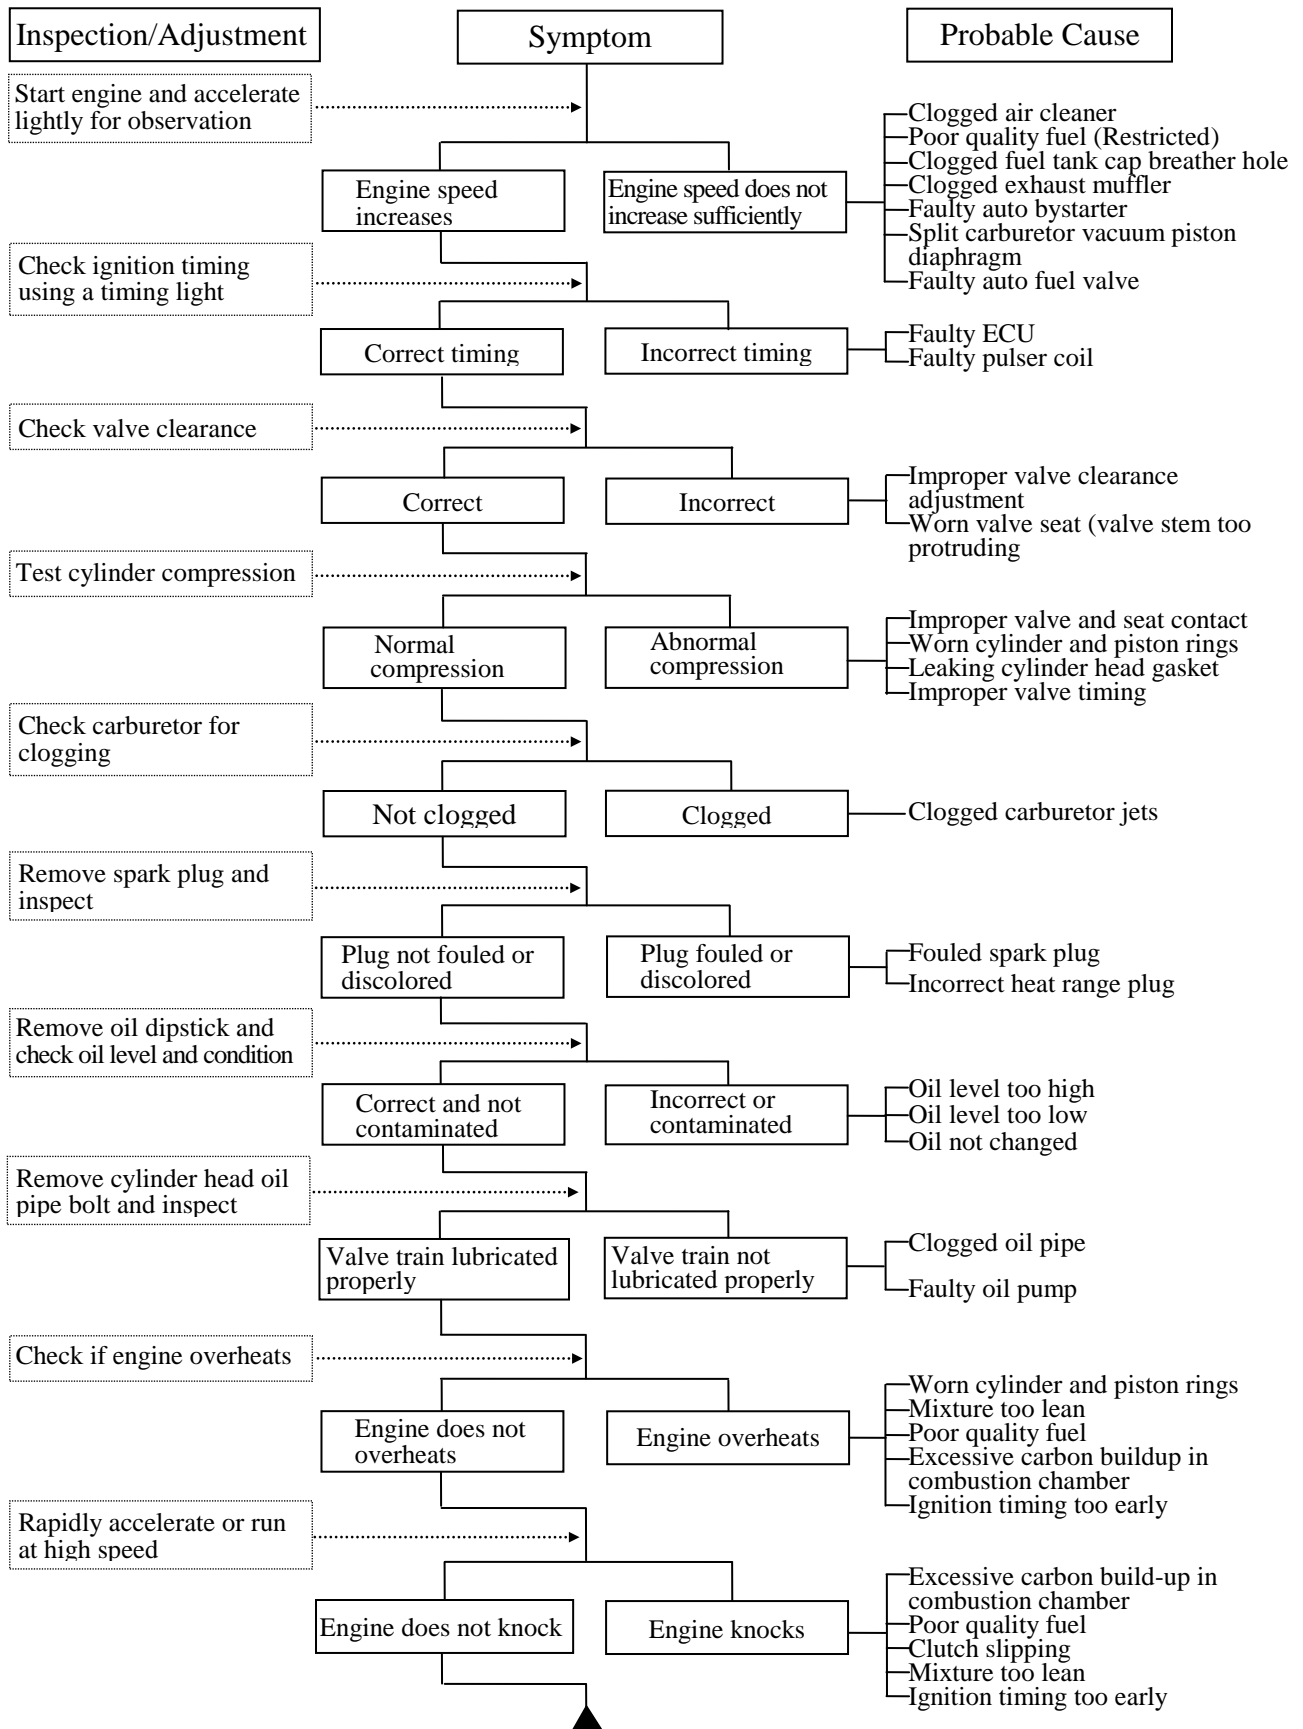 Inspection/Adjustment
Symptom
Probable Cause
Start engine and accelerate
lightly for observation
Engine speed
increases
Engine speed does not
increase sufficiently
Clogged air cleaner
Poor quality fuel (Restricted)
Clogged fuel tank cap breather hole
Clogged exhaust muffler
Faulty auto bystarter
Split carburetor vacuum piston
diaphragm
Faulty auto fuel valve
Check ignition timing
using a timing light
Correct timing
Incorrect timing
Faulty ECU
Faulty pulser coil
Check valve clearance
Correct
Incorrect
Improper valve clearance
adjustment
Worn valve seat (valve stem too
protruding
Test cylinder compression
Normal
compression
Abnormal
compression
Improper valve and seat contact
Worn cylinder and piston rings
Leaking cylinder head gasket
Improper valve timing
Check carburetor for
clogging
Not clogged
Clogged
Clogged carburetor jets
Remove spark plug and
inspect
Plug not fouled or
discolored
Plug fouled or
discolored
Fouled spark plug
Incorrect heat range plug
Remove oil dipstick and
check oil level and condition
Correct and not
contaminated
Incorrect or
contaminated
Oil level too high
Oil level too low
Oil not changed
Remove cylinder head oil
pipe bolt and inspect
Valve train lubricated
properly
Valve train not
lubricated properly
Clogged oil pipe
Faulty oil pump
Check if engine overheats
Engine does not
overheats
Engine overheats
Worn cylinder and piston rings
Mixture too lean
Poor quality fuel
Excessive carbon buildup in
combustion chamber
Ignition timing too early
Rapidly accelerate or run
at high speed
Engine does not knock
Engine knocks
Excessive carbon build-up in
combustion chamber
Poor quality fuel
Clutch slipping
Mixture too lean
Ignition timing too early